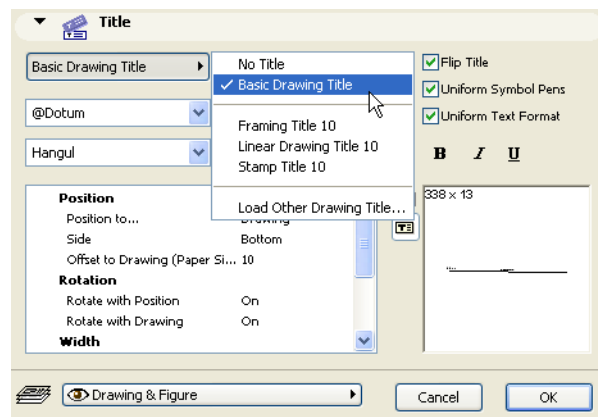 Title
Basic Drawing Title
No Title
Basic Drawing Title
Framing Title 10
Linear Drawing Title 10
Stamp Title 10
Load Other Drawing Title...
Flip Title
Uniform Symbol Pens
Uniform Text Format
@Dotum
Hangul
B I U
Position
Position to...
Side Bottom
Offset to Drawing (Paper Si... 10
Rotation
Rotate with Position On
Rotate with Drawing On
Width
338 × 13
Drawing & Figure
Cancel
OK